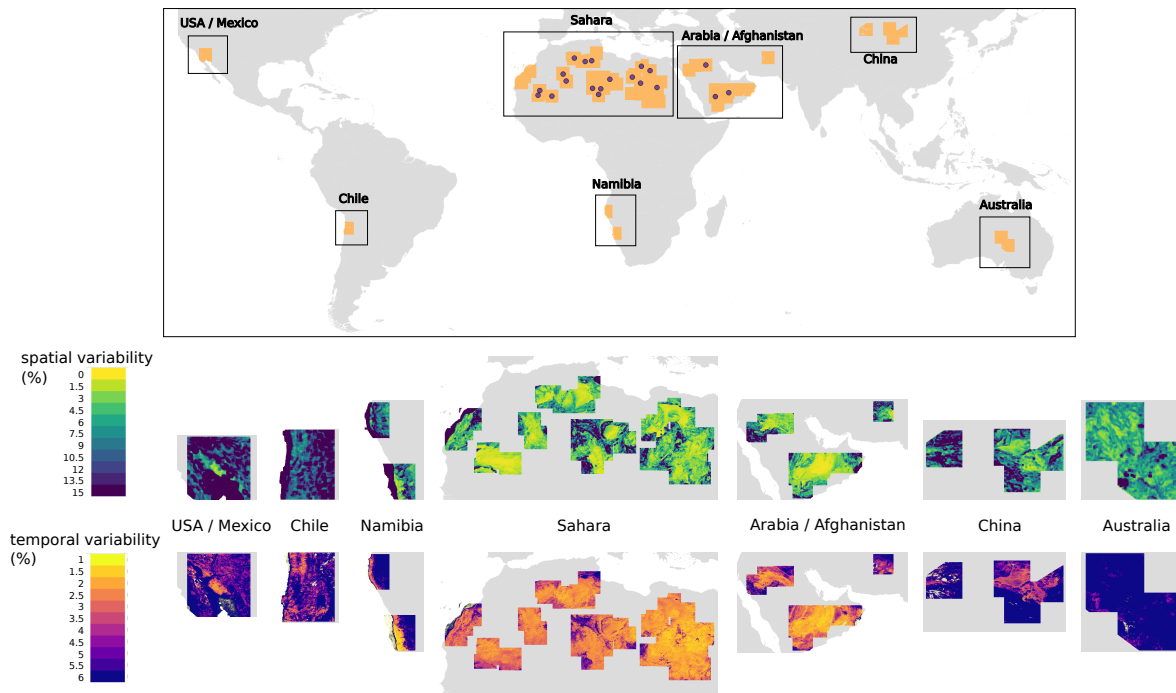 USA / Mexico
Sahara
Arabia / Afghanistan
China
Chile
Namibia
Australia
spatial variability
(%)
0
1.5
3
4.5
6
7.5
9
10.5
12
13.5
15
USA / Mexico
Chile
Namibia
Sahara
Arabia / Afghanistan
China
Australia
temporal variability
(%)
1
1.5
2
2.5
3
3.5
4
4.5
5
5.5
6